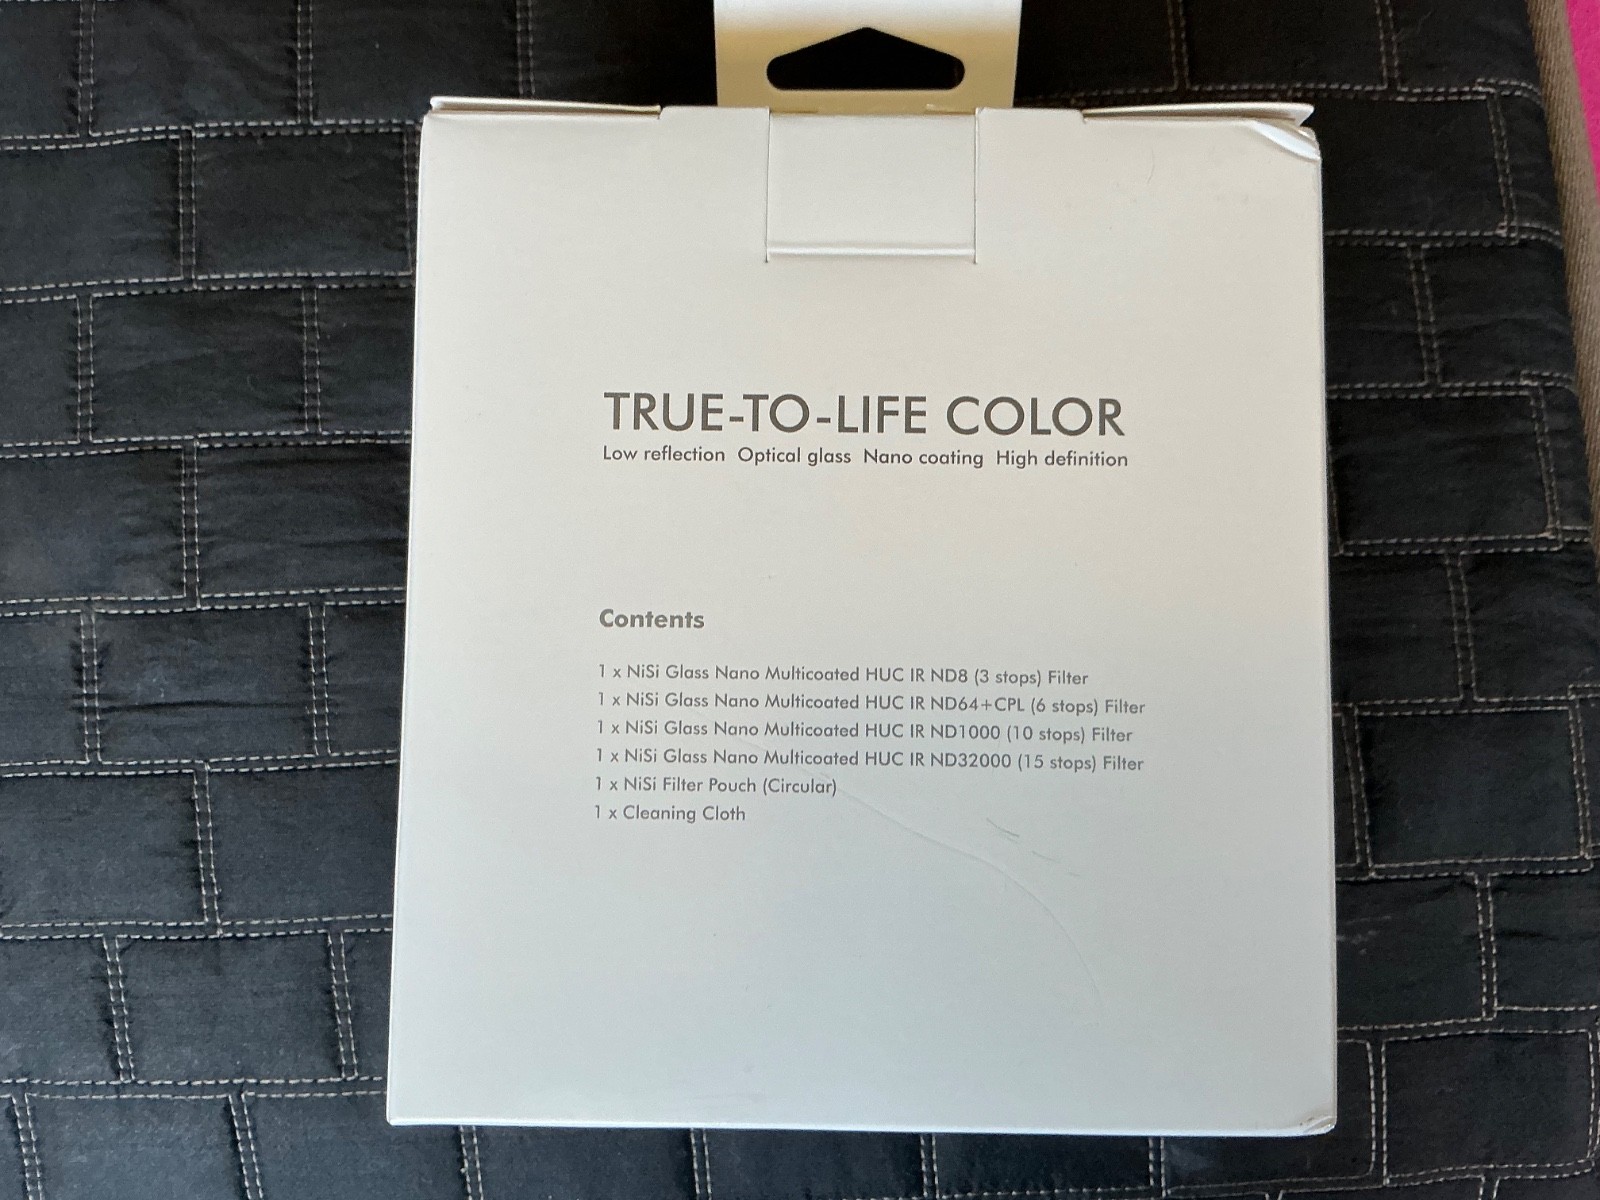 TRUE-TO-LIFE COLOR
Low reflection Optical glass Nano coating High definition
Contents
1 x NiSi Glass Nano Multicoated HUC IR ND8 (3 stops) Filter
1 x NiSi Glass Nano Multicoated HUC IR ND64+CPL (6 stops) Filter
1 x NiSi Glass Nano Multicoated HUC IR ND1000 (10 stops) Filter
1 x NiSi Glass Nano Multicoated HUC IR ND32000 (15 stops) Filter
1 x NiSi Filter Pouch (Circular)
1 x Cleaning Cloth